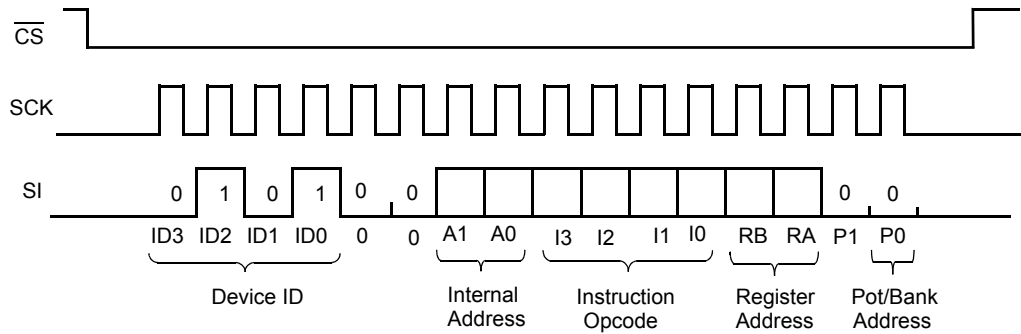 CS
SCK
SI
0 1 0 1 0 0 0 0
ID3 ID2 ID1 ID0 0 0 A1 A0 I3 I2 I1 I0 RB RA P1 P0
Device ID Internal Instruction Register Pot/Bank
Address Opcode Address Address